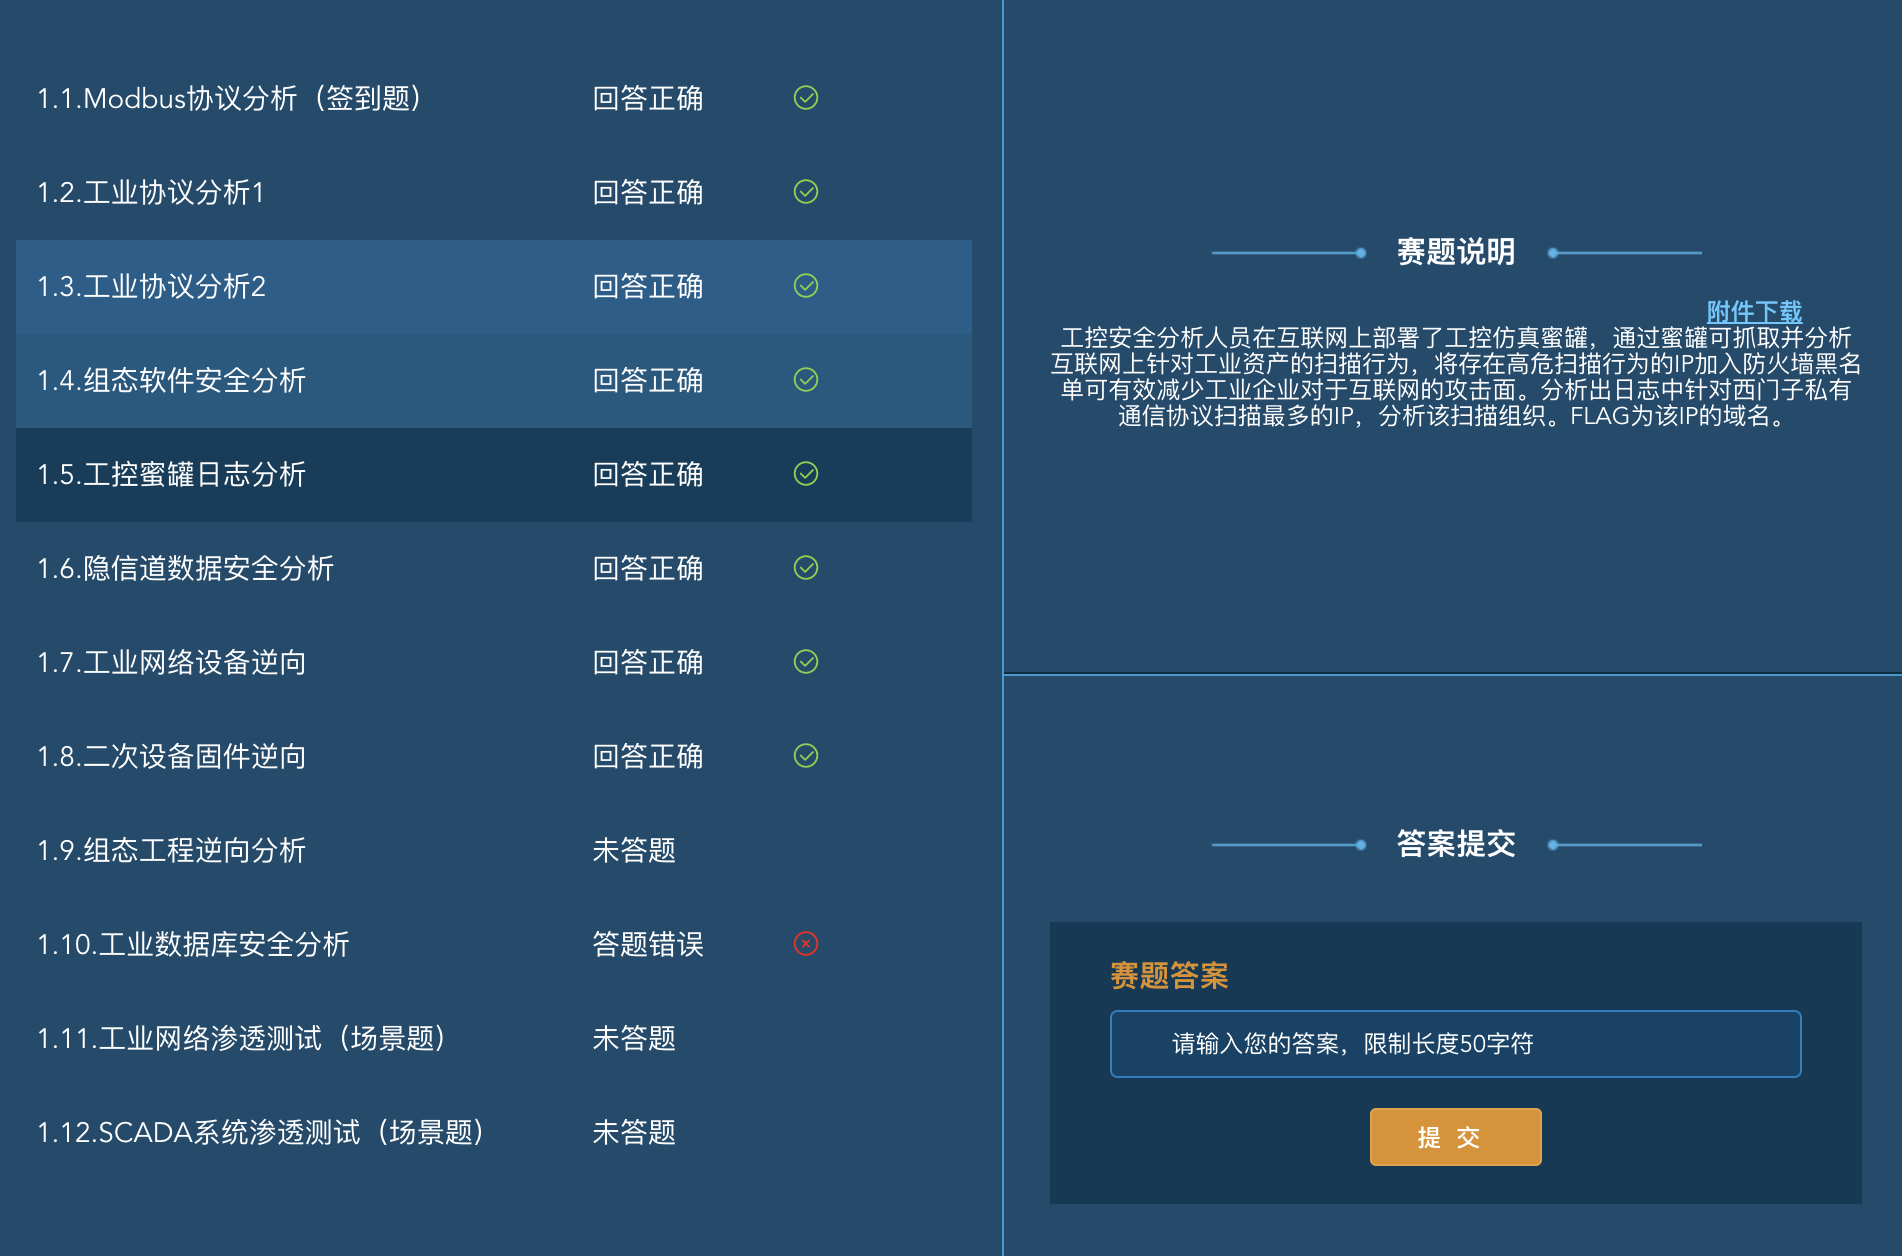 1.1.Modbus协议分析（签到题） 回答正确
1.2.工业协议分析1 回答正确
1.3.工业协议分析2 回答正确
1.4.组态软件安全分析 回答正确
1.5.工控蜜罐日志分析 回答正确
1.6.隐信道数据安全分析 回答正确
1.7.工业网络设备逆向 回答正确
1.8.二次设备固件逆向 回答正确
1.9.组态工程逆向分析 未答题
1.10.工业数据库安全分析 答题错误
1.11.工业网络渗透测试（场景题） 未答题
1.12.SCADA系统渗透测试（场景题） 未答题
赛题说明
附件下载
工控安全分析人员在互联网上部署了工控仿真蜜罐，通过蜜罐可抓取并分析
互联网上针对工业资产的扫描行为，将存在高危扫描行为的IP加入防火墙黑名
单可有效减少工业企业对于互联网的攻击面。分析出日志中针对西门子私有
通信协议扫描最多的IP，分析该扫描组织。FLAG为该IP的域名。
答案提交
赛题答案
请输入您的答案，限制长度50字符
提 交